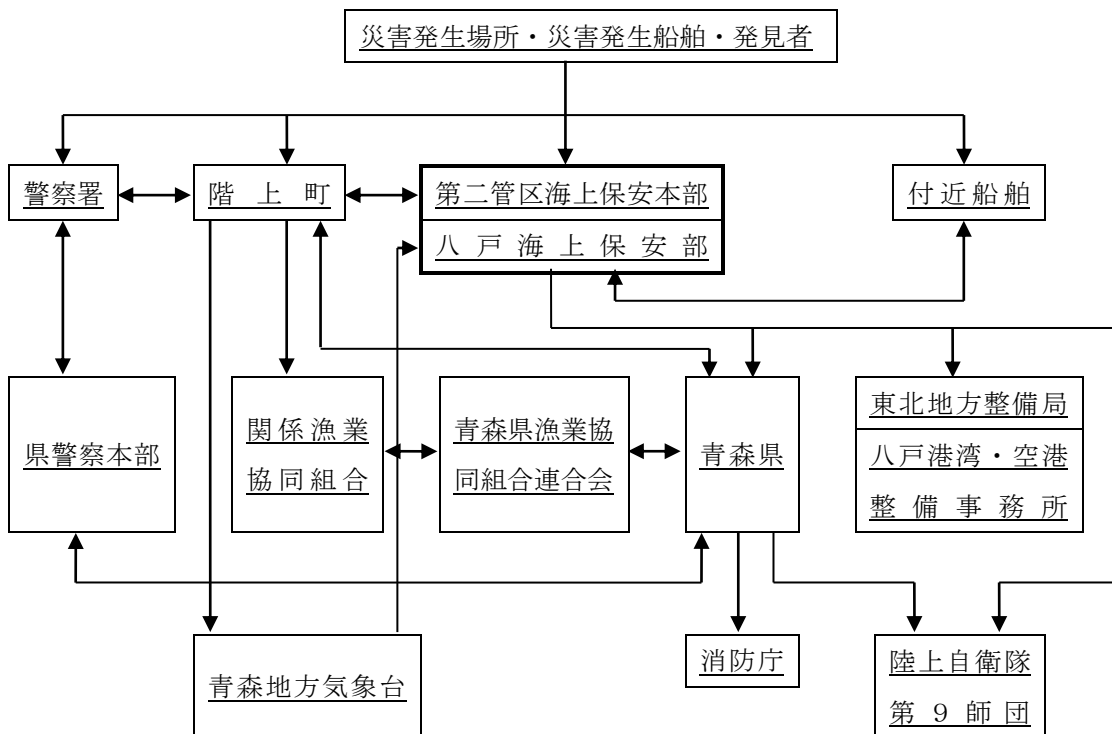 災害発生場所・災害発生船舶・発見者
警察署
階上町
第二管区海上保安本部
八戸海上保安部
付近船舶
県警察本部
関係漁業
協同組合
青森県漁業協
同組合連合会
青森県
東北地方整備局
八戸港湾・空港
整備事務所
青森地方気象台
消防庁
陸上自衛隊
第9師団